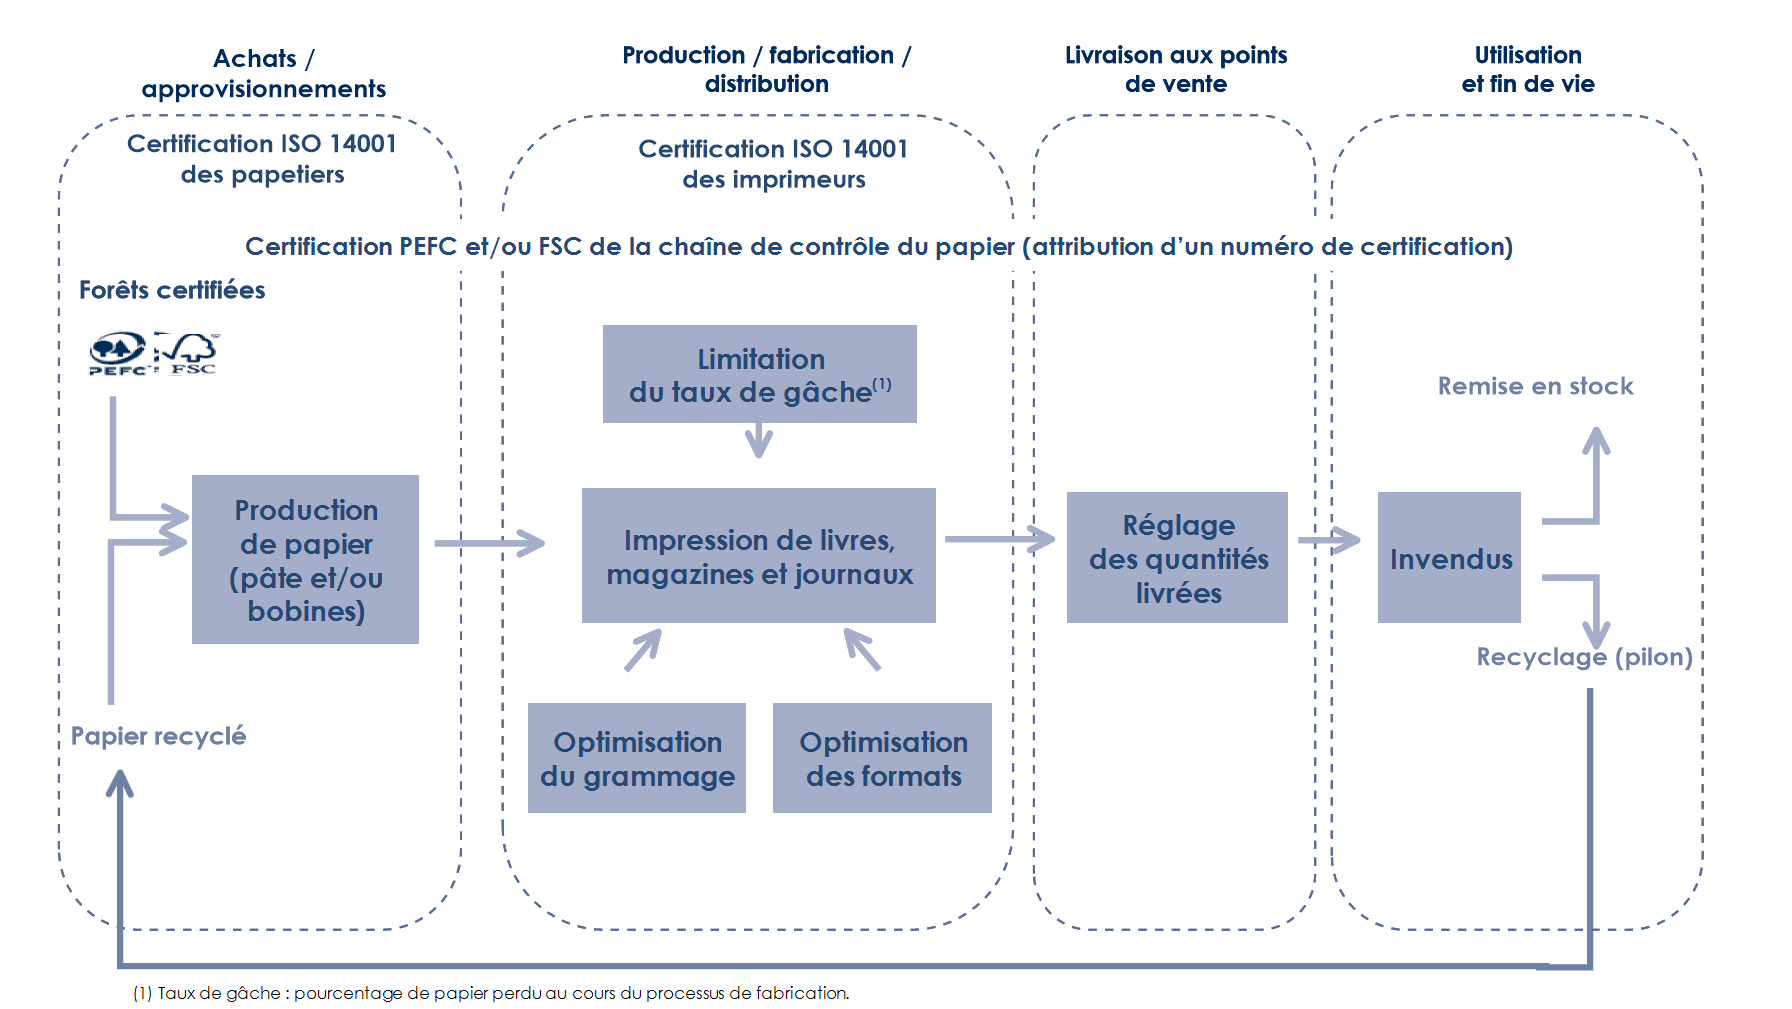 Achats /
approvisionnements
Production / fabrication /
distribution
Livraison aux points
de vente
Utilisation
et fin de vie
Certification ISO 14001
des papetiers
Certification ISO 14001
des imprimeurs
Certification PEFC et/ou FSC de la chaîne de contrôle du papier (attribution d'un numéro de certification)
Forêts certifiées
PEFC
FSC
Limitation
du taux de gâche(1)
Remise en stock
Production
de papier
(pâte et/ou
bobines)
Impression de livres,
magazines et journaux
Réglage
des quantités
livrées
Invendus
Recyclage (pilon)
Papier recyclé
Optimisation
du grammage
Optimisation
des formats
(1) Taux de gâche : pourcentage de papier perdu au cours du processus de fabrication.